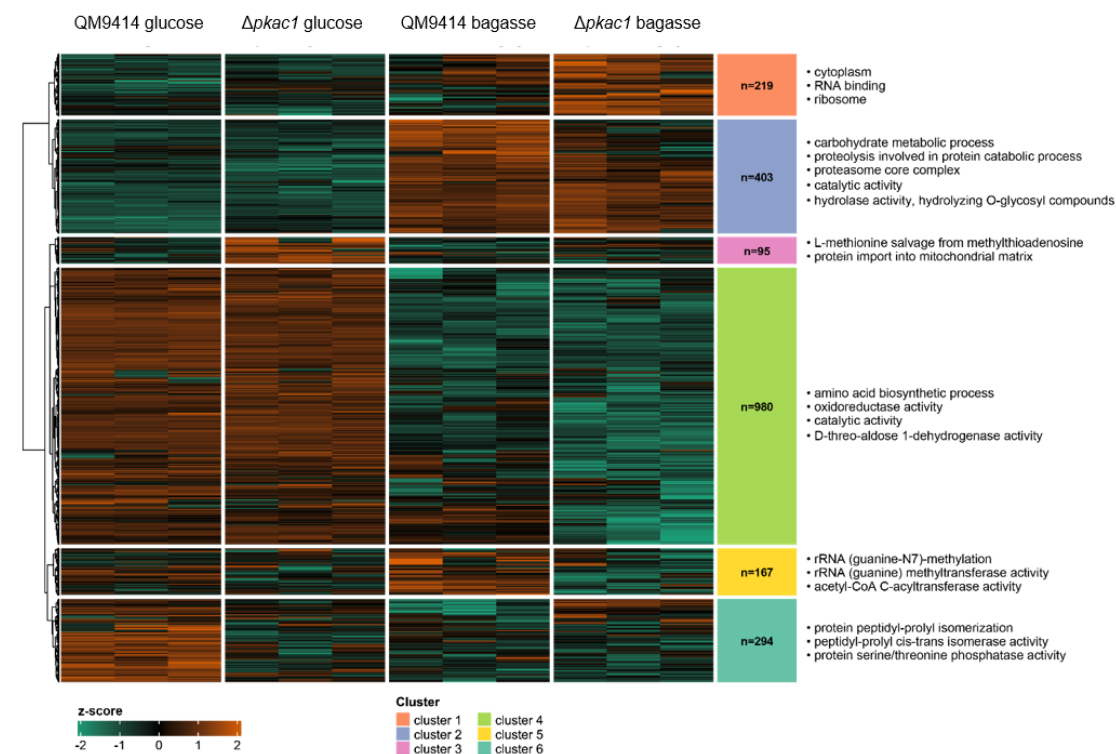 QM9414 glucose
Δpkac1 glucose
QM9414 bagasse
Δpkac1 bagasse
n=219
• cytoplasm
• RNA binding
• ribosome
n=403
• carbohydrate metabolic process
• proteolysis involved in protein catabolic process
• proteasome core complex
• catalytic activity
• hydrolase activity, hydrolyzing O-glycosyl compounds
n=95
• L-methionine salvage from methylthioadenosine
• protein import into mitochondrial matrix
n=980
• amino acid biosynthetic process
• oxidoreductase activity
• catalytic activity
• D-threo-aldose 1-dehydrogenase activity
n=167
• rRNA (guanine-N7)-methylation
• rRNA (guanine) methyltransferase activity
• acetyl-CoA C-acyltransferase activity
n=294
• protein peptidyl-prolyl isomerization
• peptidyl-prolyl cis-trans isomerase activity
• protein serine/threonine phosphatase activity
z-score
-2 -1 0 1 2
Cluster
cluster 1
cluster 2
cluster 3
cluster 4
cluster 5
cluster 6